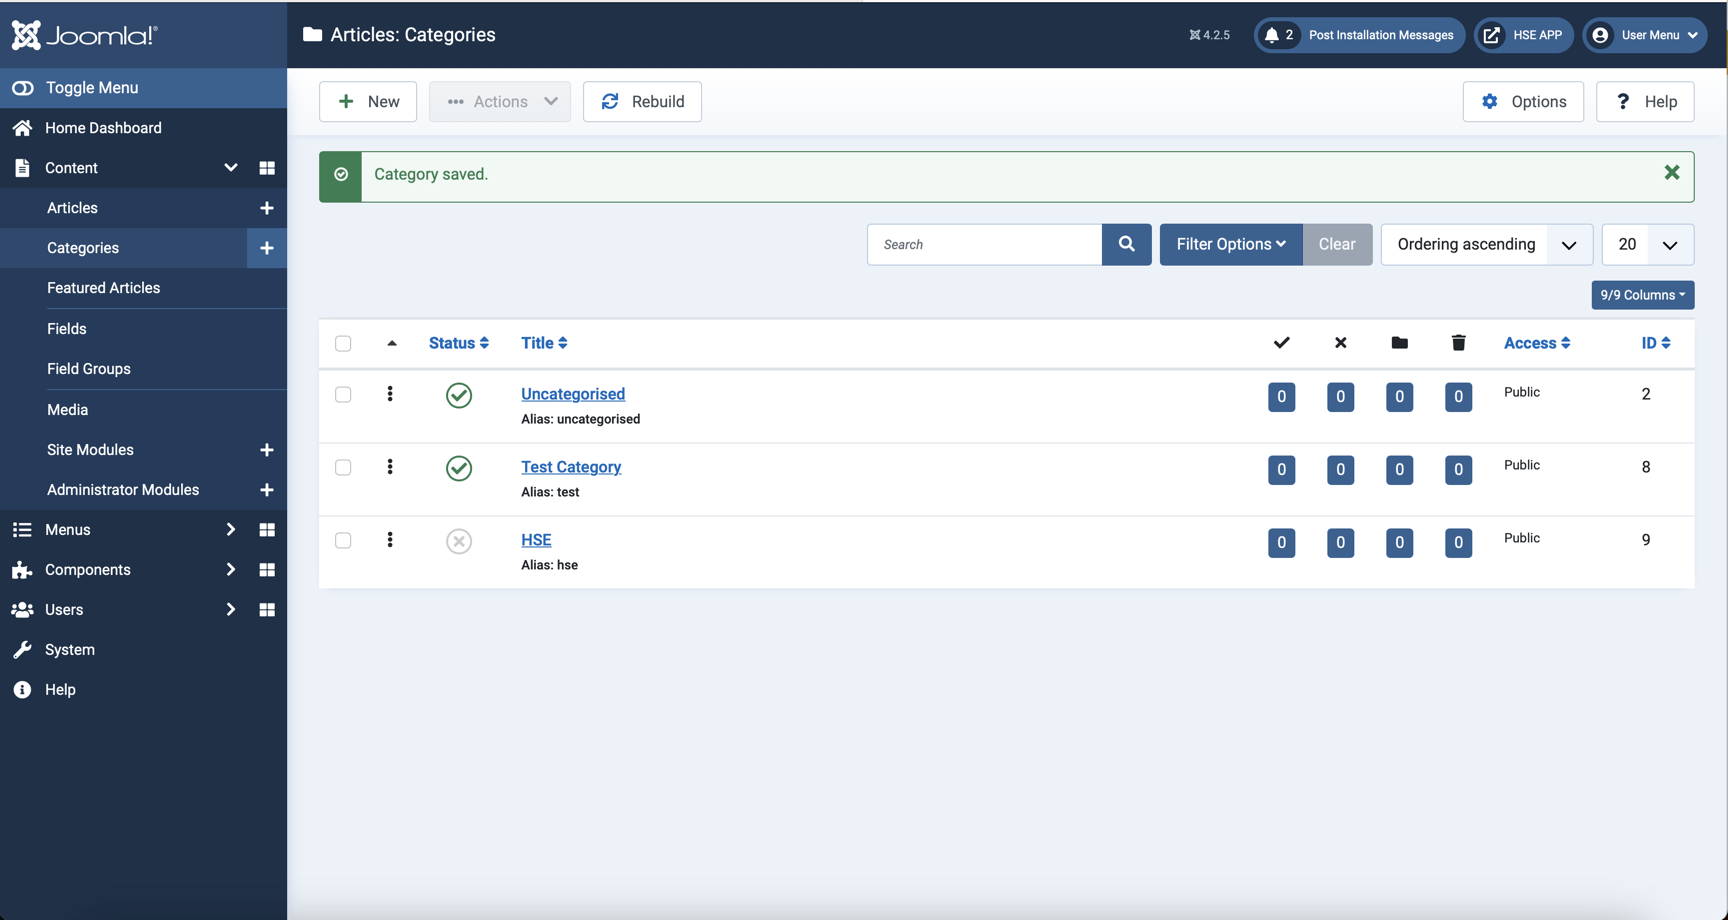 Joomla!®
Articles: Categories
4.2.5
2 Post Installation Messages
HSE APP
User Menu
Toggle Menu
Home Dashboard
Content
Articles
Categories
Featured Articles
Fields
Field Groups
Media
Site Modules
Administrator Modules
Menus
Components
Users
System
Help
New
Actions
Rebuild
Options
Help
Category saved.
Search
Filter Options
Clear
Ordering ascending
20
9/9 Columns
Status Title Access ID
Uncategorised 0 0 0 0 Public 2
Alias: uncategorised
Test Category 0 0 0 0 Public 8
Alias: test
HSE 0 0 0 0 Public 9
Alias: hse